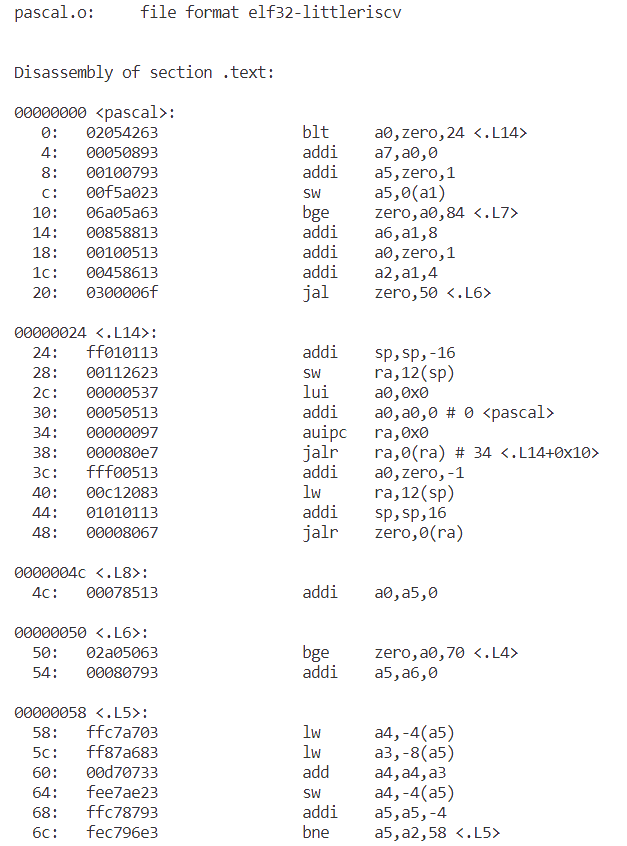 pascal.o:     file format elf32-littleriscv
Disassembly of section .text:
00000000 <pascal>:
   0:   02054263                blt     a0,zero,24 <.L14>
   4:   00050893                addi    a7,a0,0
   8:   00100793                addi    a5,zero,1
   c:   00f5a023                sw      a5,0(a1)
  10:   06a05a63                bge     zero,a0,84 <.L7>
  14:   00858813                addi    a6,a1,8
  18:   00100513                addi    a0,zero,1
  1c:   00458613                addi    a2,a1,4
  20:   0300006f                jal     zero,50 <.L6>
00000024 <.L14>:
  24:   ff010113                addi    sp,sp,-16
  28:   00112623                sw      ra,12(sp)
  2c:   00000537                lui     a0,0x0
  30:   00050513                addi    a0,a0,0 # 0 <pascal>
  34:   00000097                auipc   ra,0x0
  38:   000080e7                jalr    ra,0(ra) # 34 <.L14+0x10>
  3c:   fff00513                addi    a0,zero,-1
  40:   00c12083                lw      ra,12(sp)
  44:   01010113                addi    sp,sp,16
  48:   00008067                jalr    zero,0(ra)
0000004c <.L8>:
  4c:   00078513                addi    a0,a5,0
00000050 <.L6>:
  50:   02a05063                bge     zero,a0,70 <.L4>
  54:   00080793                addi    a5,a6,0
00000058 <.L5>:
  58:   ffc7a703                lw      a4,-4(a5)
  5c:   ff87a683                lw      a3,-8(a5)
  60:   00d70733                add     a4,a4,a3
  64:   fee7ae23                sw      a4,-4(a5)
  68:   ffc78793                addi    a5,a5,-4
  6c:   fec796e3                bne     a5,a2,58 <.L5>